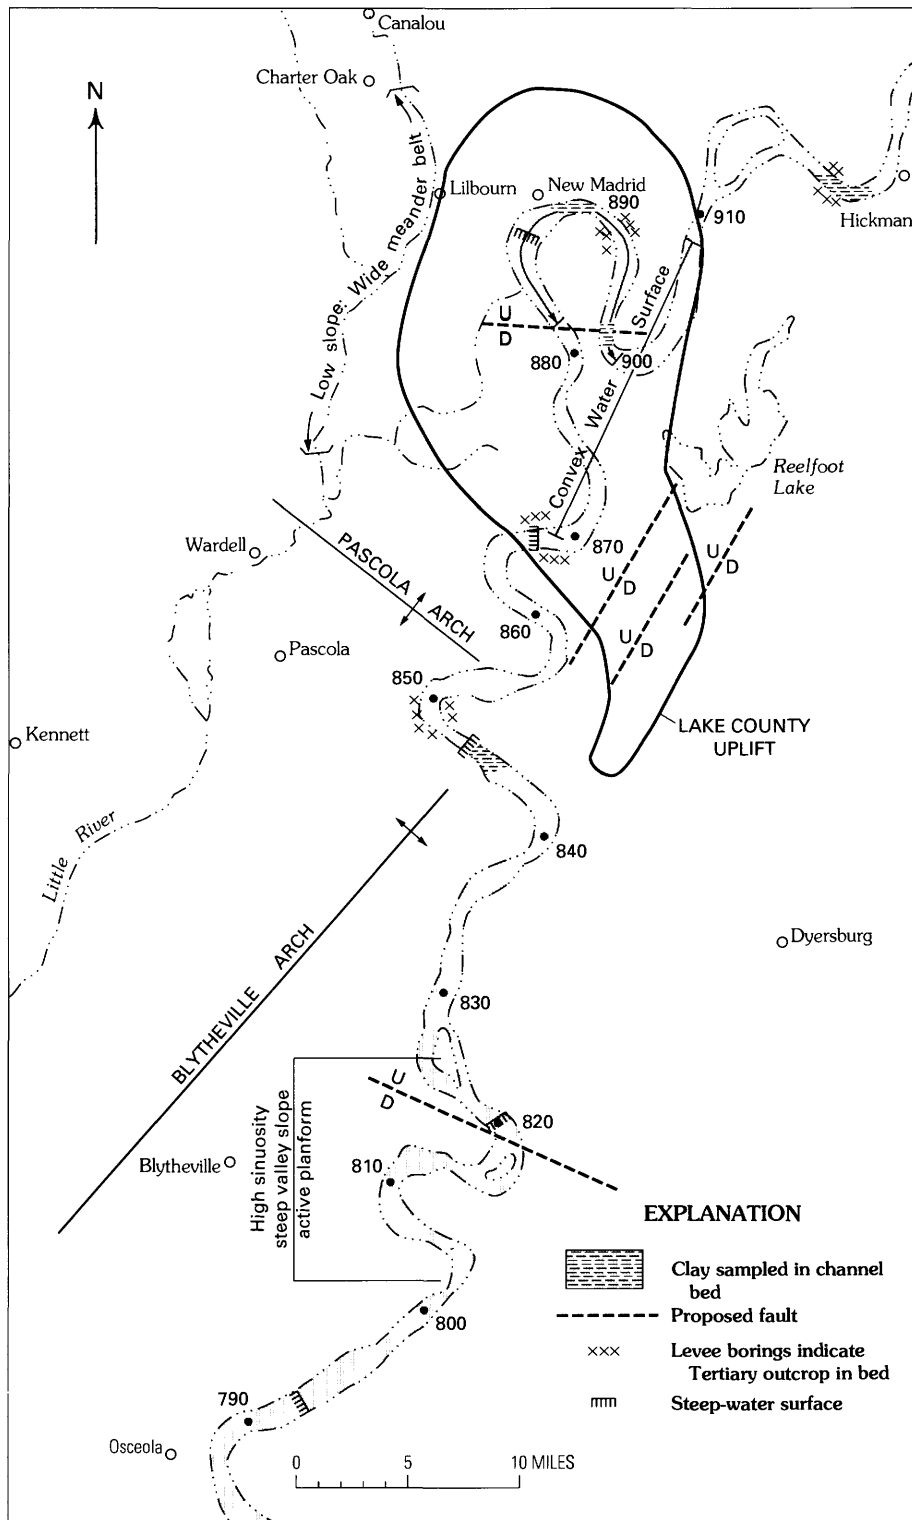 Canalou
Charter Oak
N
Low slope: Wide meander belt
Lilbourn
New Madrid
890
910
Hickman
U
D
Surface
880
900
Water
Convex
Reelfoot
Lake
870
Wardell
PASCOLA ARCH
U
D
U
D
860
U
D
Pascola
850
Kennett
LAKE COUNTY
UPLIFT
Little River
840
BLYTHEVILLE ARCH
Dyersburg
830
U
D
820
High sinuosity
steep valley slope
active planform
Blytheville
810
EXPLANATION
Clay sampled in channel
bed
800
Proposed fault
Levee borings indicate
Tertiary outcrop in bed
Steep-water surface
790
Osceola
0 5 10 MILES